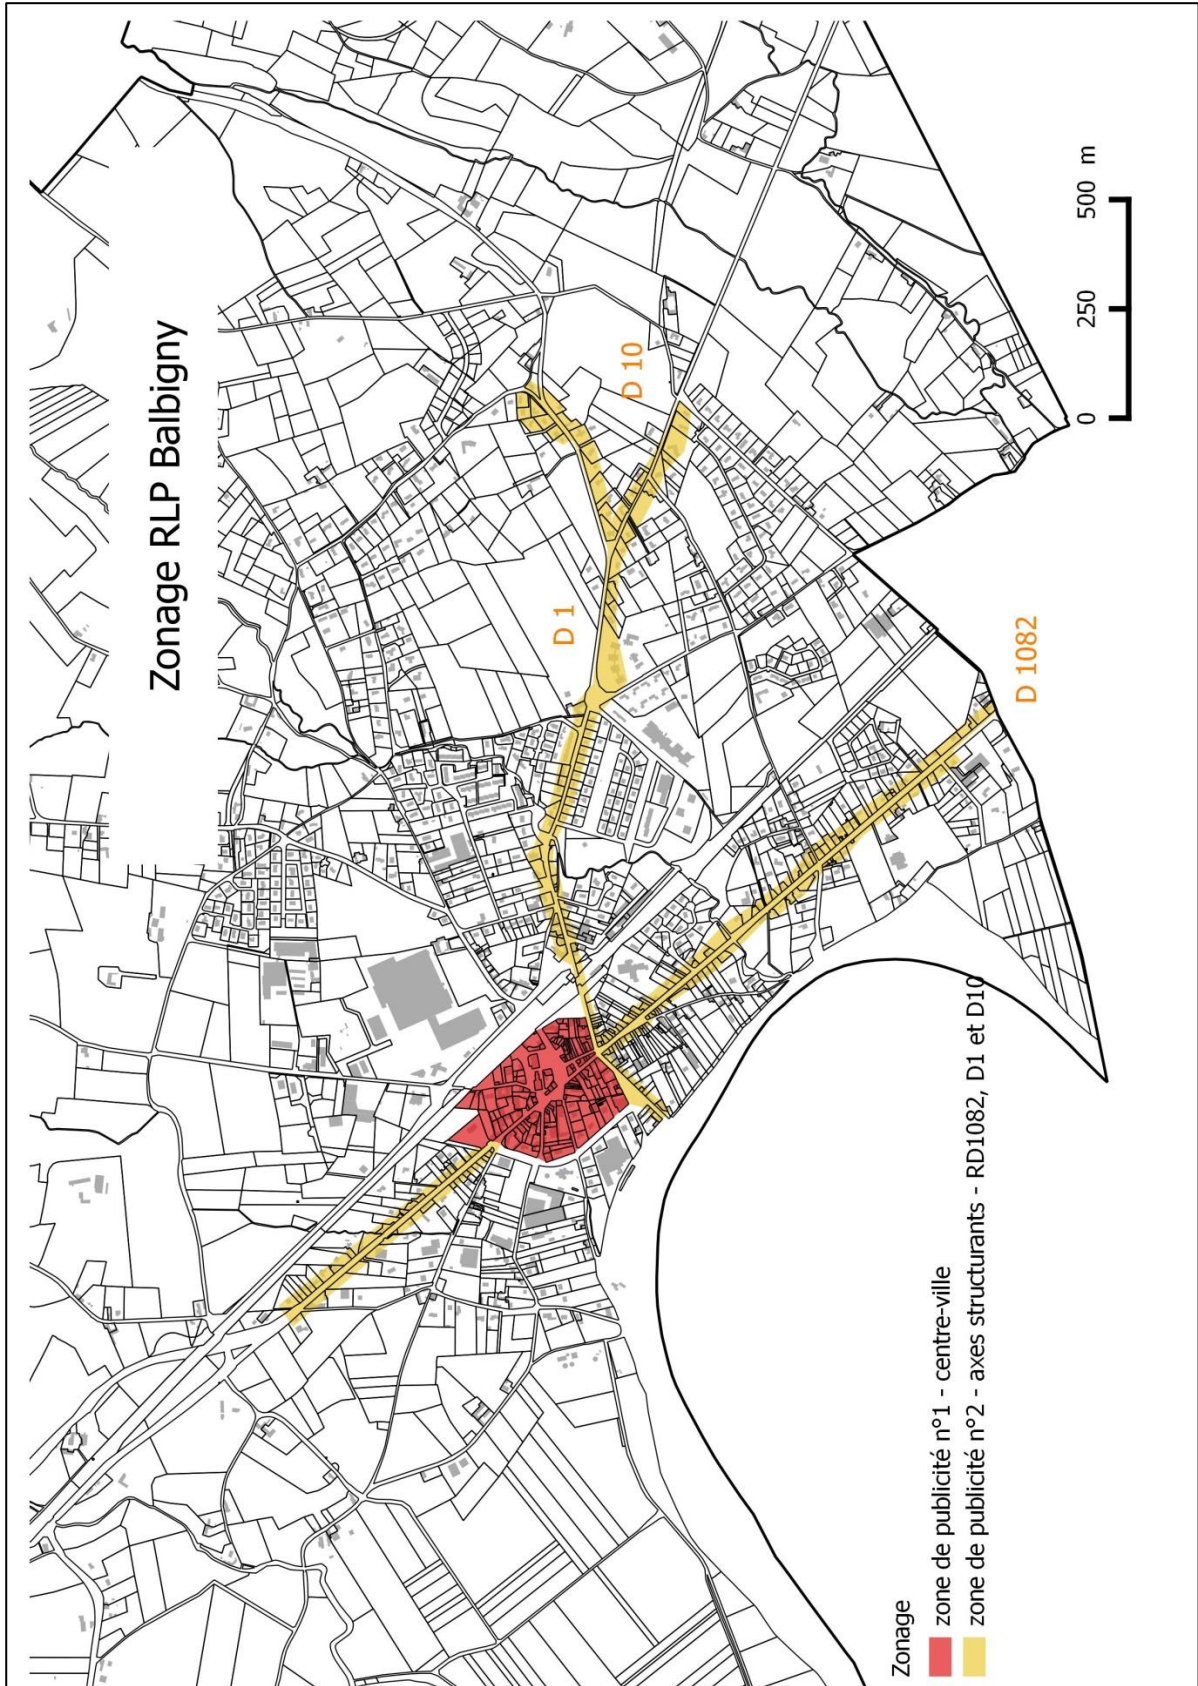 Zonage RLP Balbigny
D 1
D 10
D 1082
0 250 500 m
Zonage
zone de publicité n°1 - centre-ville
zone de publicité n°2 - axes structurants - RD1082, D1 et D10